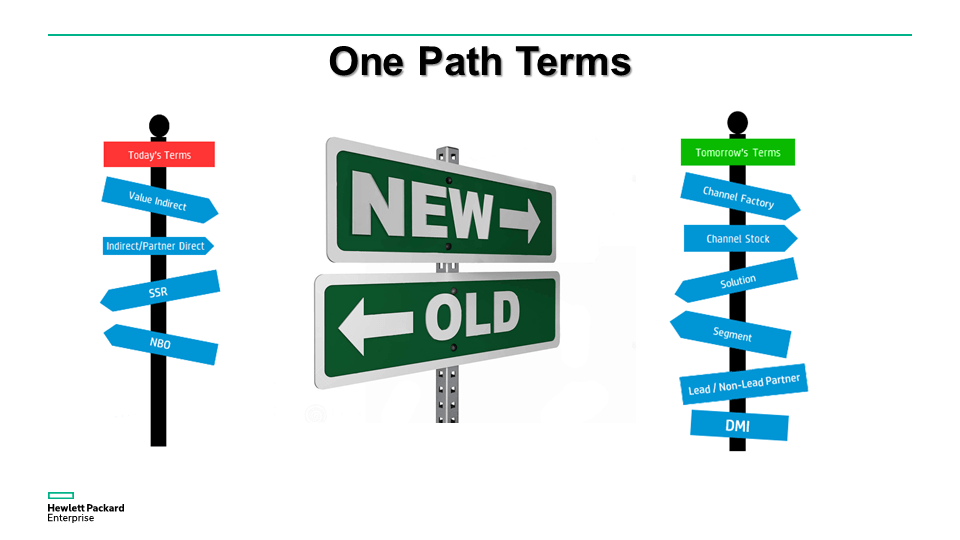 One Path Terms
Today's Terms
Value Indirect
Indirect/Partner Direct
SSR
NBO
NEW
OLD
Tomorrow's Terms
Channel Factory
Channel Stock
Solution
Segment
Lead / Non-Lead Partner
DMI
Hewlett Packard
Enterprise